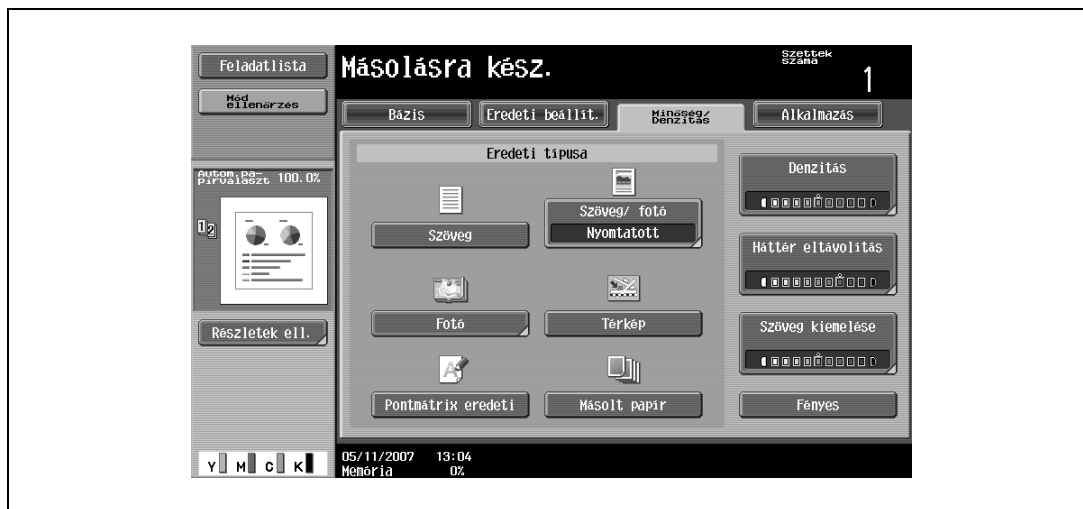 Feladatlista
Mód
ellenőrzés
Másolásra kész.
Szettek
száma
1
Bázis
Eredeti beállít.
Minőség/
Denzitás
Alkalmazás
Autom.pa-
pírválaszt 100.0%
12
Részletek ell.
Eredeti típusa
Szöveg
Szöveg/ fotó
Nyomtatott
Fotó
Térkép
Pontmátrix eredeti
Másolt papír
Denzitás
Háttér eltávolítás
Szöveg kiemelése
Fényes
Y M C K
05/11/2007 13:04
Memória 0%